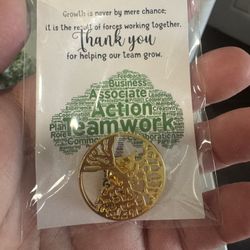 Growth is never by mere chance;
it is the result of forces working together.
Thank you
for helping our team grow.
Business
Associate
Action
Plan
Teamwork